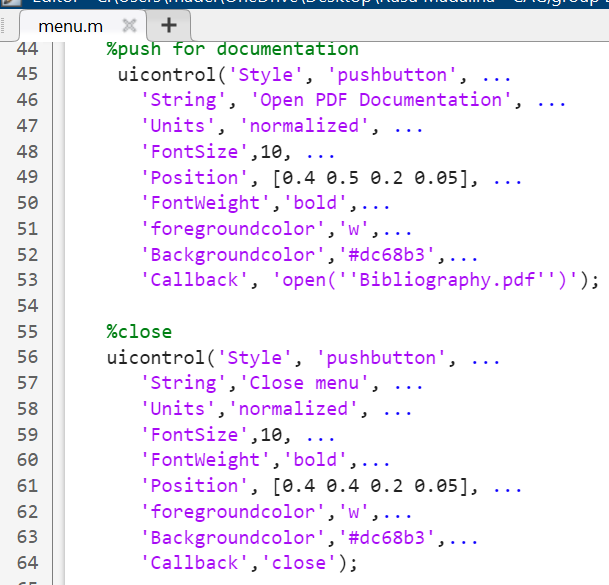 menu.m
44 %push for documentation
45 uicontrol('Style', 'pushbutton', ...
46 'String', 'Open PDF Documentation', ...
47 'Units', 'normalized', ...
48 'FontSize',10, ...
49 'Position', [0.4 0.5 0.2 0.05], ...
50 'FontWeight','bold',...
51 'foregroundcolor','w',...
52 'Backgroundcolor','#dc68b3',...
53 'Callback', 'open(''Bibliography.pdf'')');
54
55 %close
56 uicontrol('Style', 'pushbutton', ...
57 'String','Close menu', ...
58 'Units','normalized', ...
59 'FontSize',10, ...
60 'FontWeight','bold',...
61 'Position', [0.4 0.4 0.2 0.05], ...
62 'foregroundcolor','w',...
63 'Backgroundcolor','#dc68b3',...
64 'Callback','close');